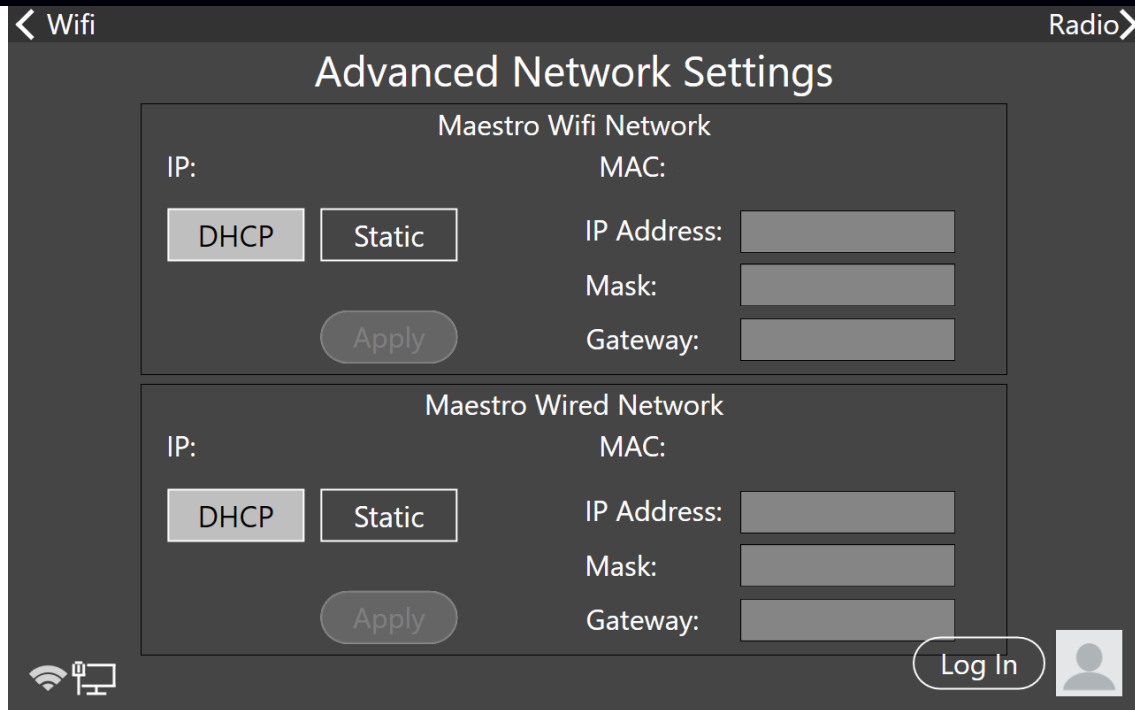 Wifi Radio
Advanced Network Settings
Maestro Wifi Network
IP: MAC:
DHCP Static IP Address:
Mask:
Apply Gateway:
Maestro Wired Network
IP: MAC:
DHCP Static IP Address:
Mask:
Apply Gateway:
Log In